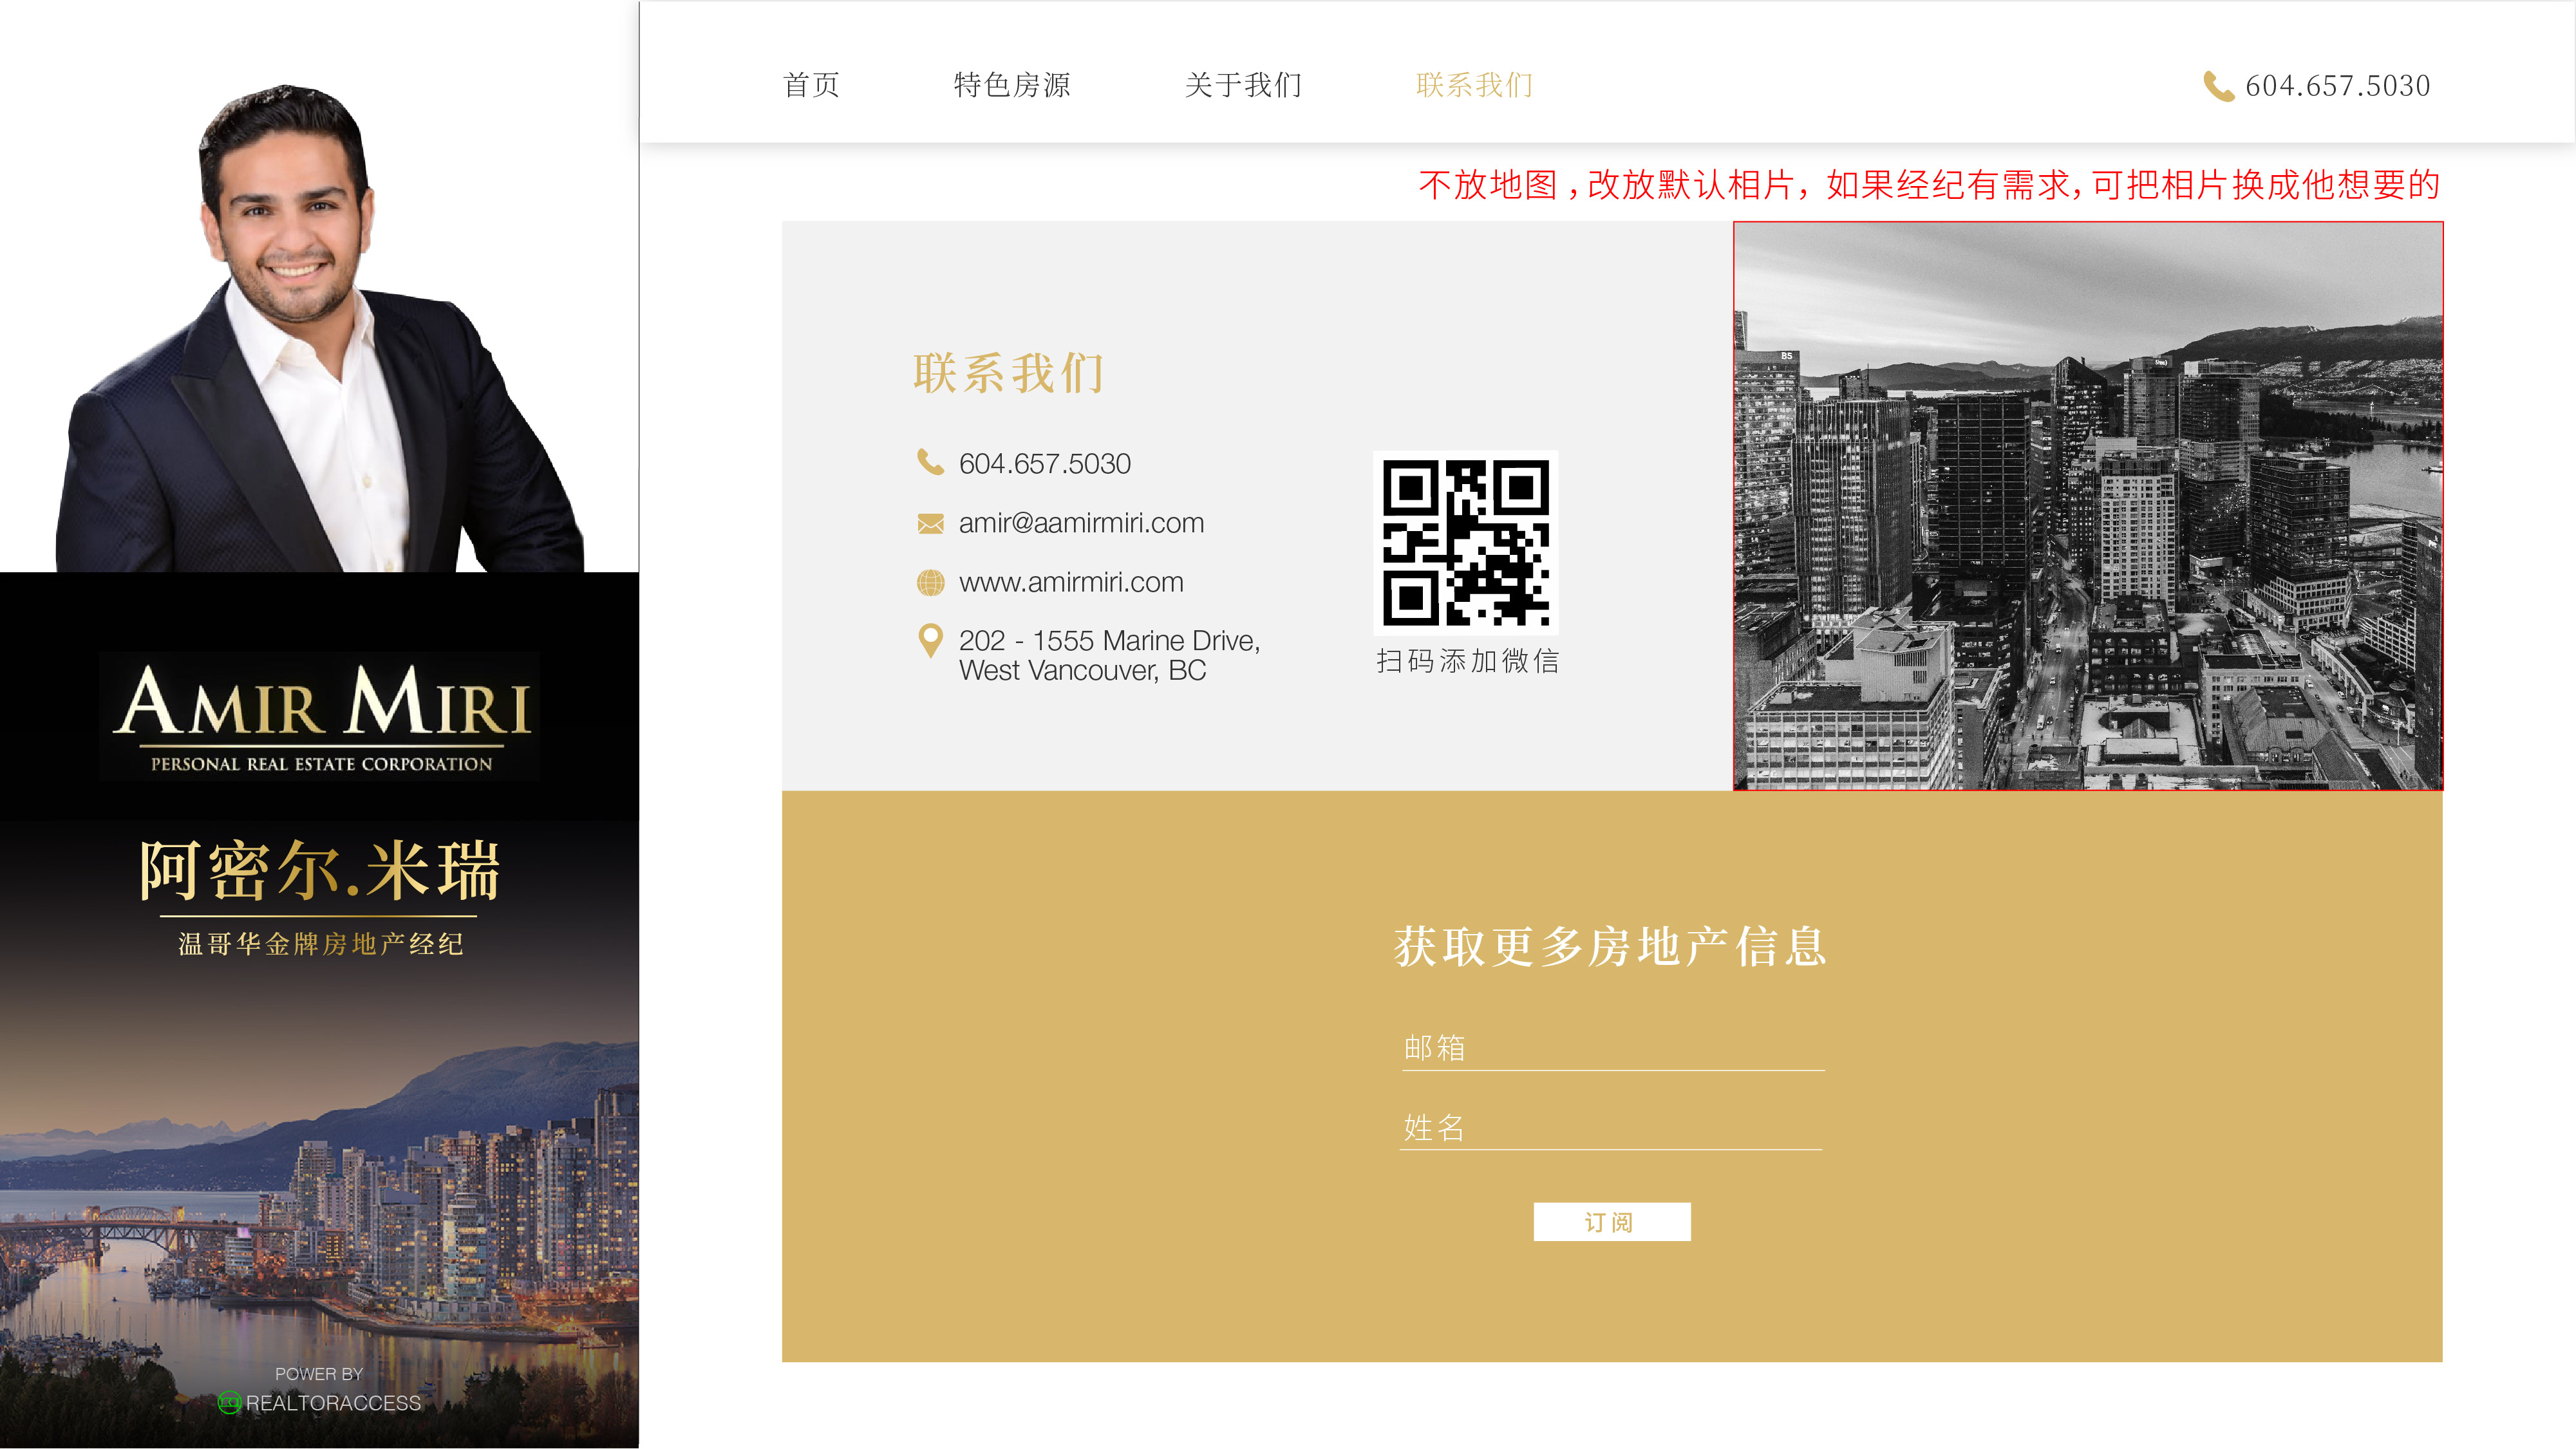 首页
特色房源
关于我们
联系我们
604.657.5030
不放地图，改放默认相片，如果经纪有需求，可把相片换成他想要的
联系我们
604.657.5030
amir@aamirmiri.com
www.amirmiri.com
202 - 1555 Marine Drive,
West Vancouver, BC
扫码添加微信
AMIR MIRI
PERSONAL REAL ESTATE CORPORATION
阿密尔.米瑞
温哥华金牌房地产经纪
获取更多房地产信息
邮箱
姓名
订阅
POWER BY
REALTORACCESS